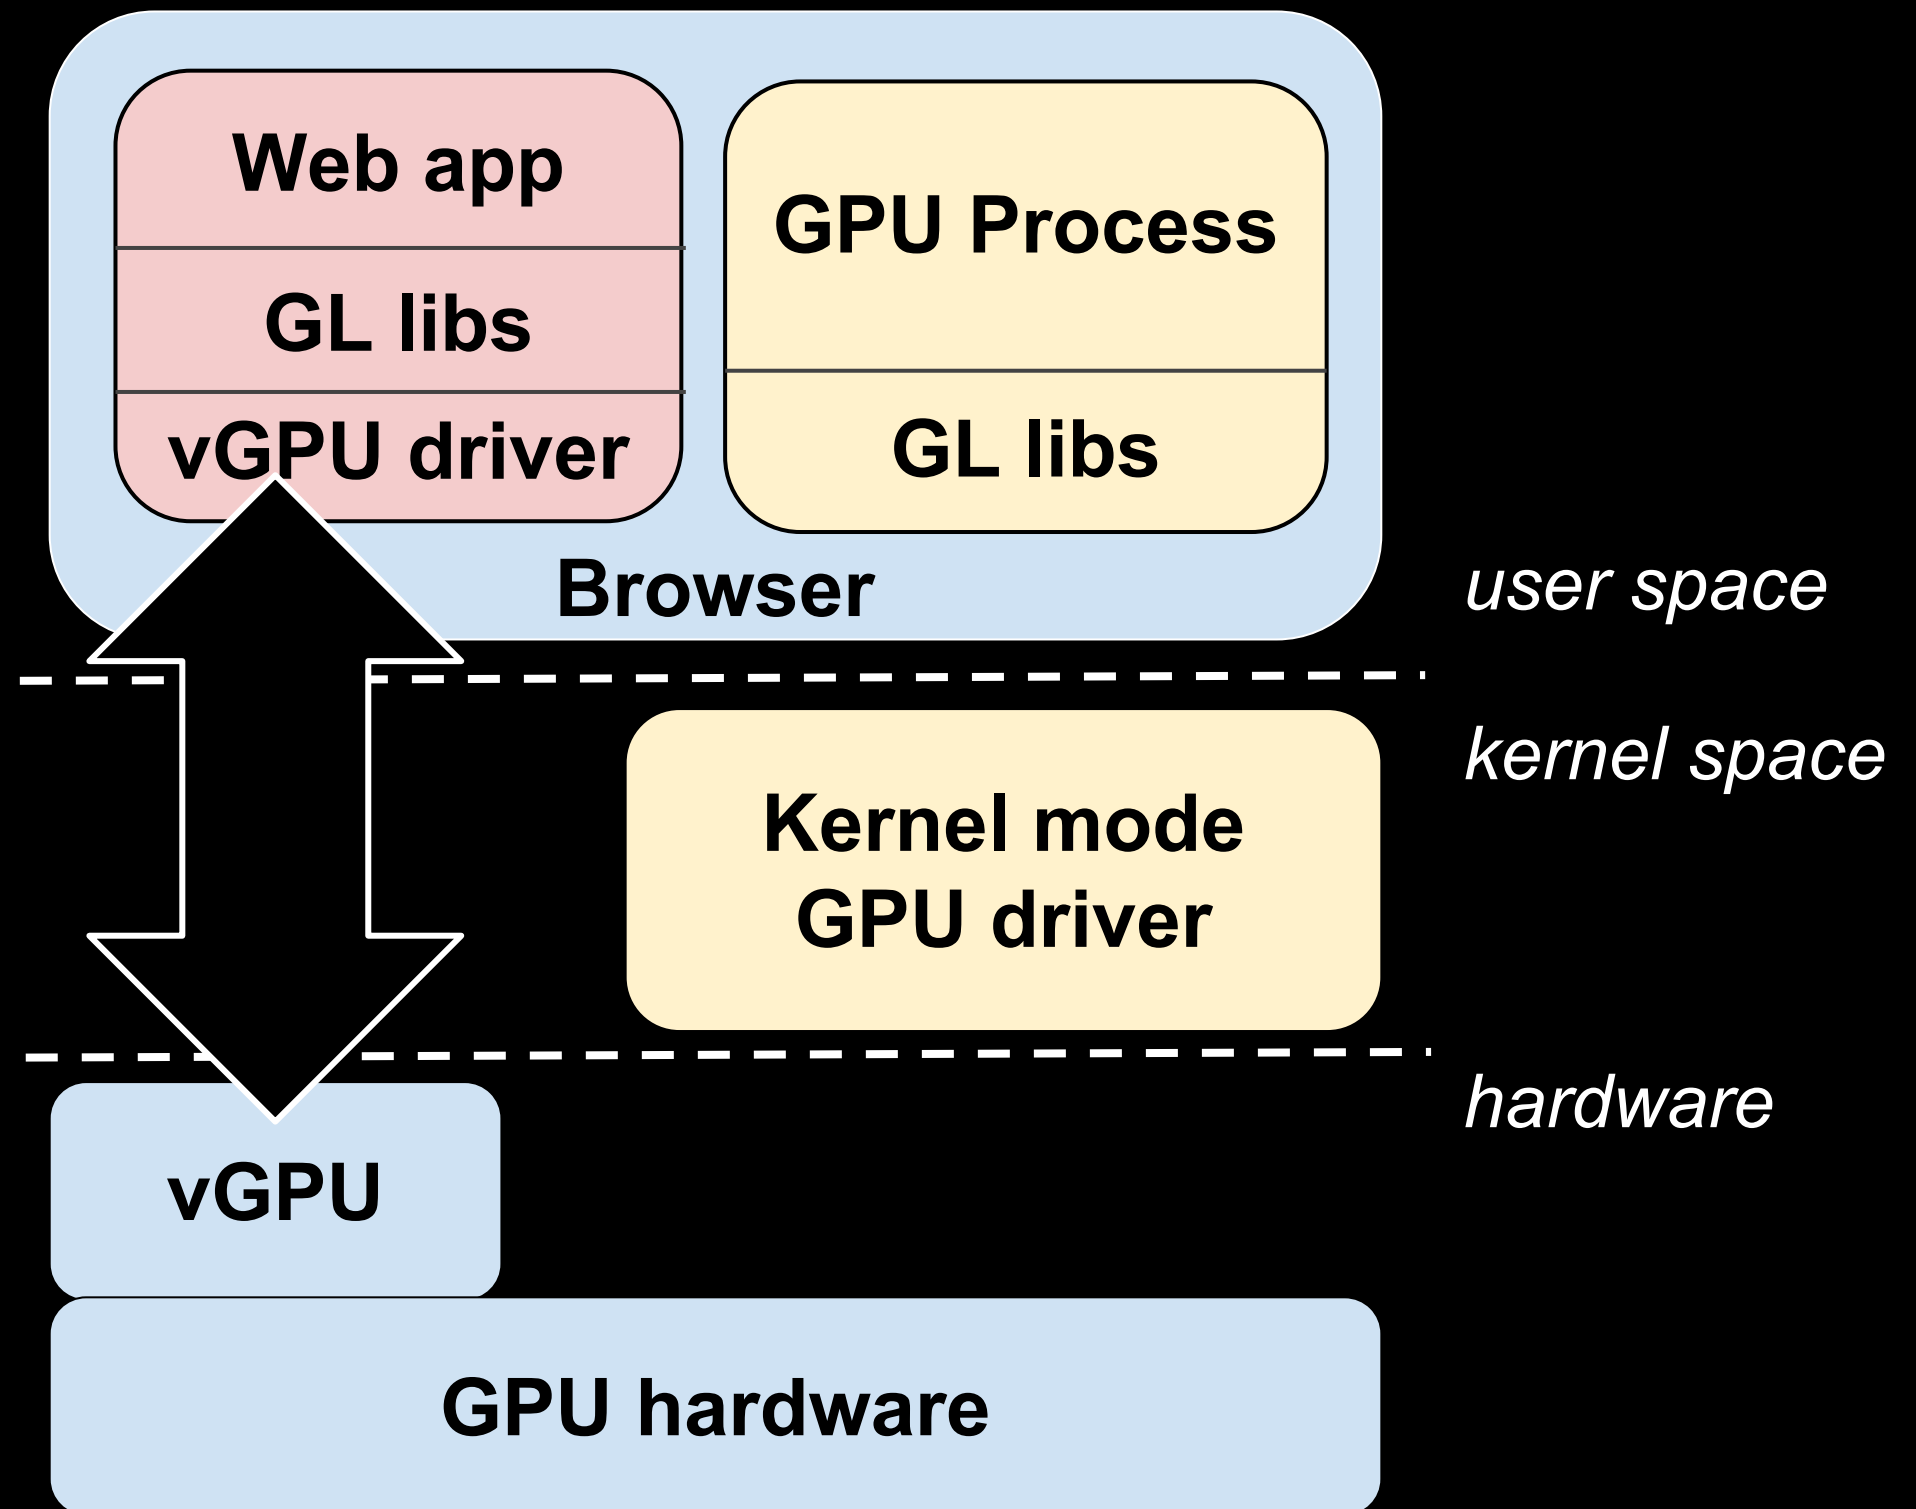 Web app
GL libs
vGPU driver
GPU Process
GL libs
Browser
user space
kernel space
Kernel mode
GPU driver
hardware
vGPU
GPU hardware